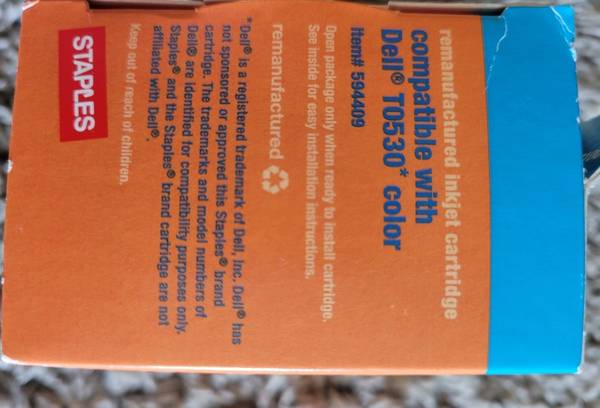 remanufactured inkjet cartridge
compatible with
Dell® T0530* color
Item# 594409
Open package only when ready to install cartridge.
See inside for easy installation instructions.
remanufactured
*Dell® is a registered trademark of Dell, Inc. Dell® has
not sponsored or approved this Staples® brand
cartridge. The trademarks and model numbers of
Dell® are identified for compatibility purposes only.
Staples® and the Staples® brand cartridge are not
affiliated with Dell®.
Keep out of reach of children.
STAPLES